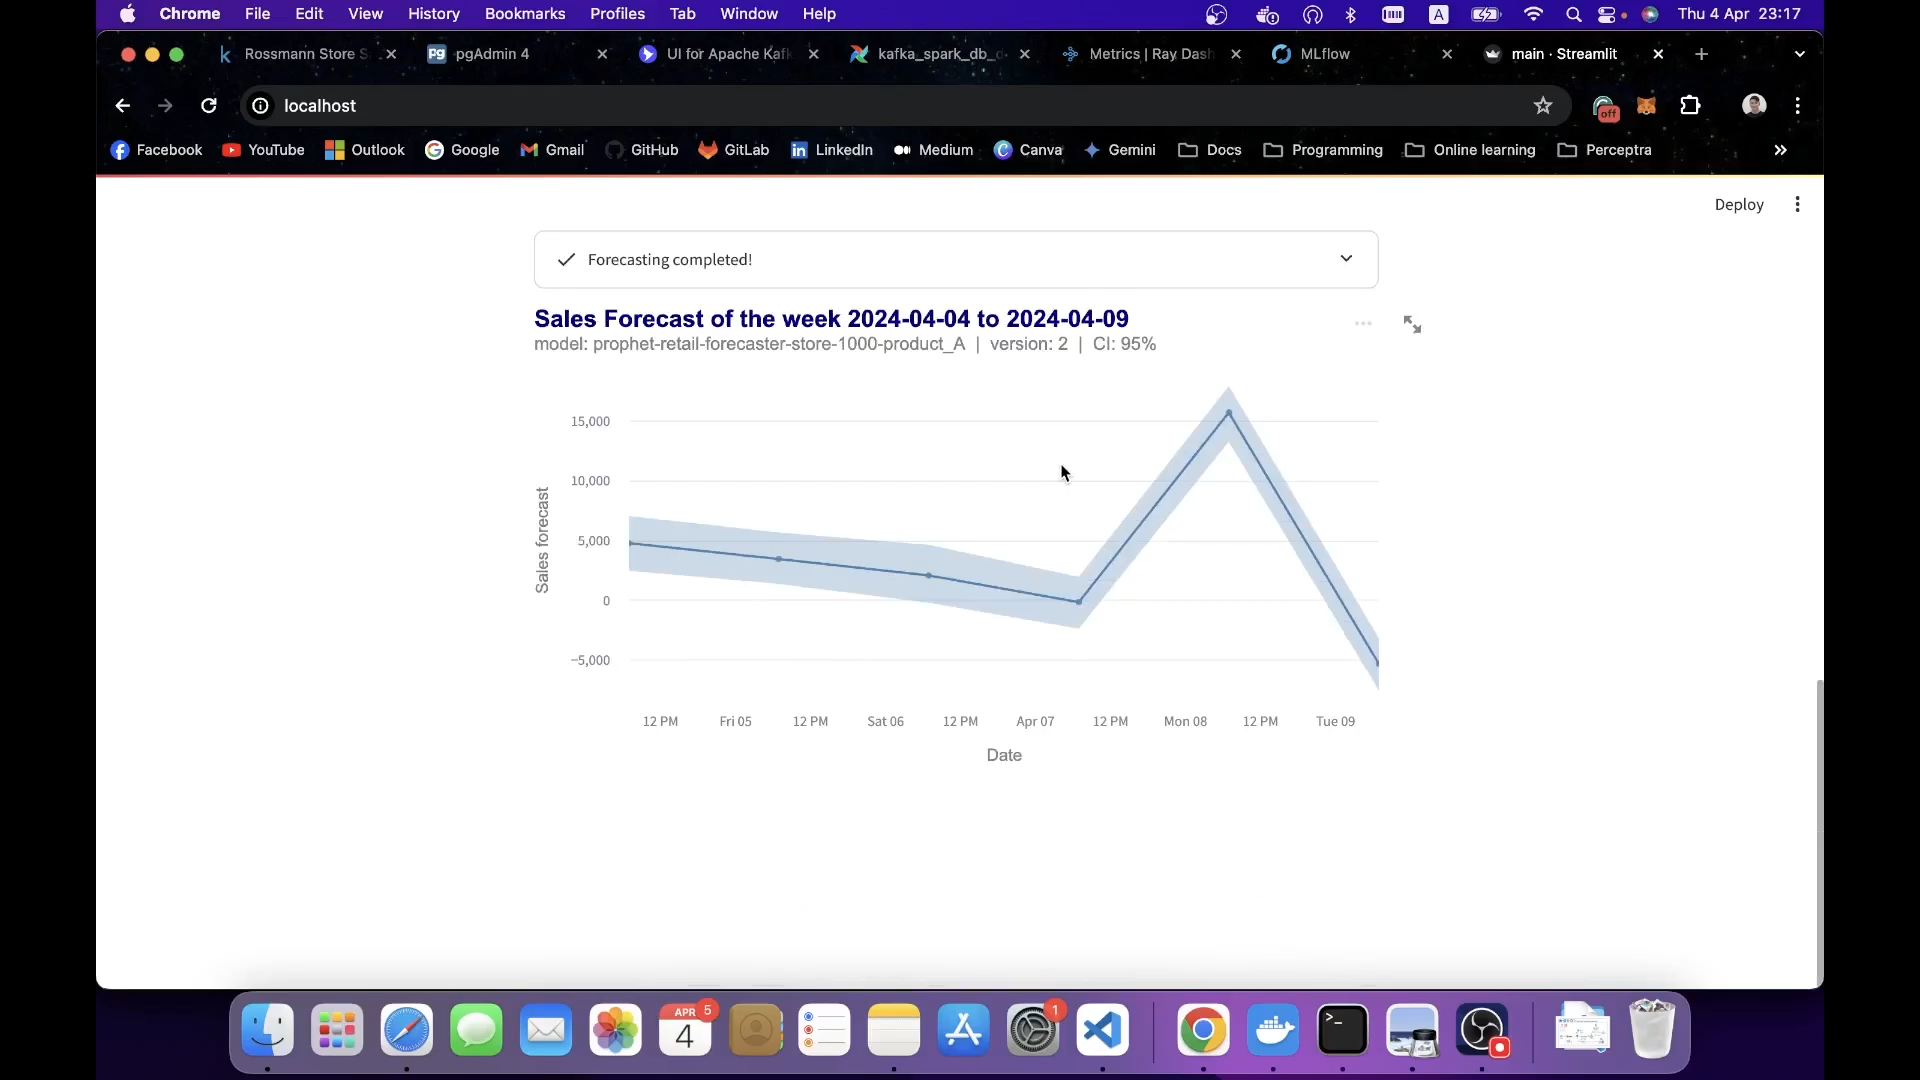 Chrome File Edit View History Bookmarks Profiles Tab Window Help A Thu 4 Apr 23:17
Rossmann Store S pgAdmin 4 UI for Apache Kafk kafka_spark_db_ Metrics | Ray Dash MLflow main · Streamlit
localhost off
Facebook YouTube Outlook Google Gmail GitHub GitLab LinkedIn Medium Canva Gemini Docs Programming Online learning Perceptra
Deploy
Forecasting completed!
Sales Forecast of the week 2024-04-04 to 2024-04-09
model: prophet-retail-forecaster-store-1000-product_A | version: 2 | CI: 95%
15,000
10,000
5,000
0
−5,000
Sales forecast
12 PM Fri 05 12 PM Sat 06 12 PM Apr 07 12 PM Mon 08 12 PM Tue 09
Date
APR 5
4
1